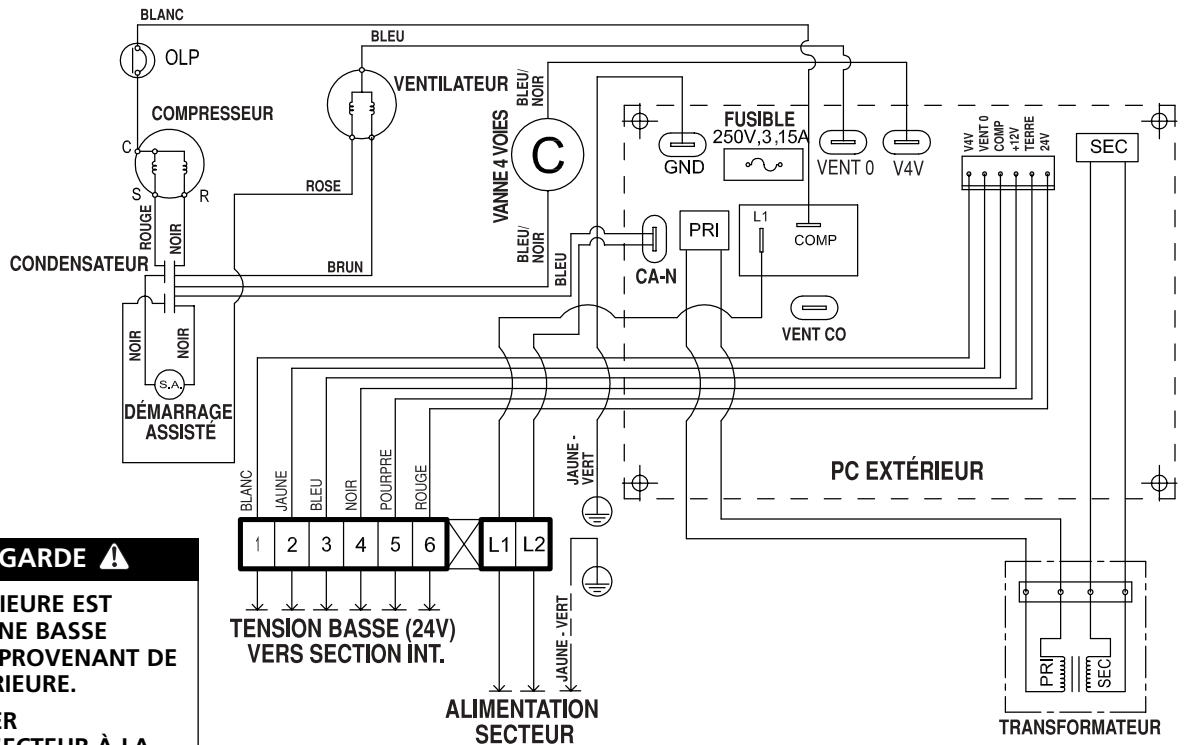 BLANC
OLP
BLEU
VENTILATEUR
COMPRESSEUR
C
S
R
ROUGE
NOIR
ROSE
CONDENSATEUR
BRUN
NOIR
NOIR
S.A.
DÉMARRAGE
ASSISTÉ
BLEU/
NOIR
VANNE 4 VOIES
C
BLEU/
NOIR
BLEU
FUSIBLE
250V,3,15A
GND
VENT 0
V4V
V4V
VENT 0
COMP
+12V
TERRE
24V
SEC
CA-N
PRI
L1
COMP
VENT CO
PC EXTÉRIEUR
BLANC
JAUNE
BLEU
NOIR
POURPRE
ROUGE
JAUNE -
VERT
1
2
3
4
5
6
L1
L2
TENSION BASSE (24V)
VERS SECTION INT.
JAUNE - VERT
ALIMENTATION
SECTEUR
PRI
SEC
TRANSFORMATEUR
GARDE
IEURE EST
NE BASSE
PROVENANT DE
RIEURE.
ER
SECTEUR À LA